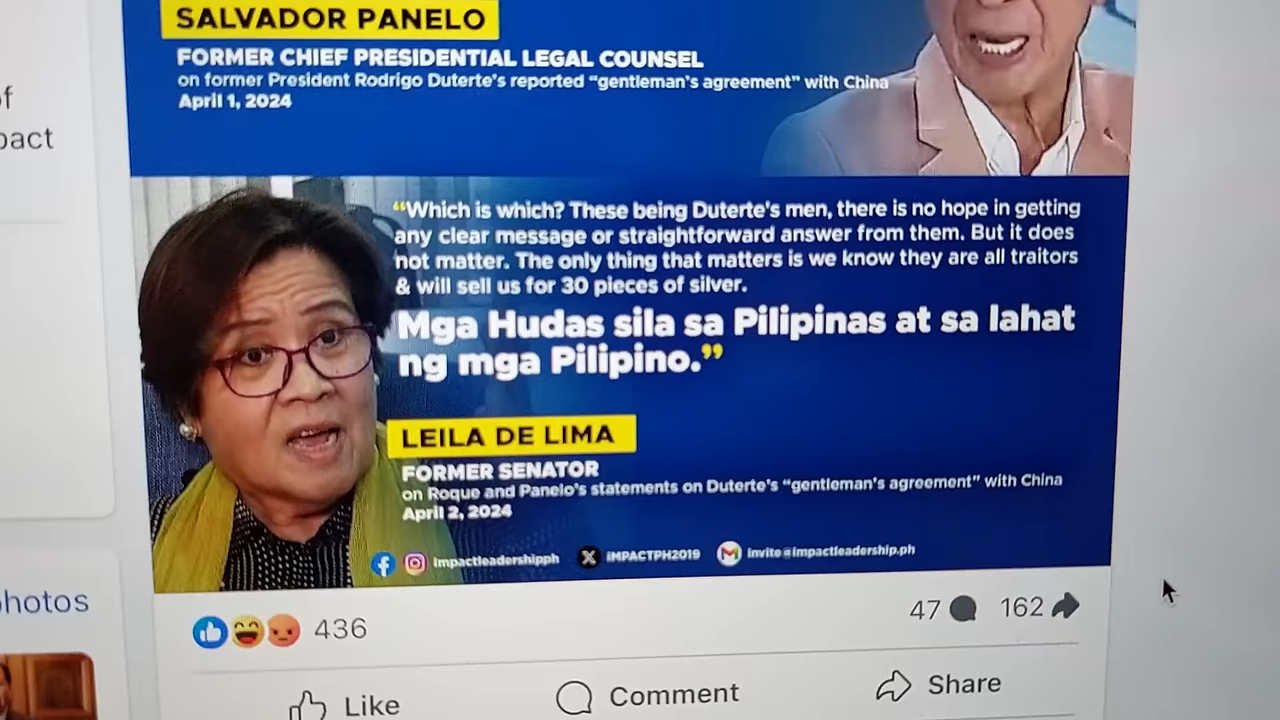 SALVADOR PANELO
FORMER CHIEF PRESIDENTIAL LEGAL COUNSEL
on former President Rodrigo Duterte's reported “gentleman's agreement” with China
April 1, 2024
of
pact
“Which is which? These being Duterte's men, there is no hope in getting
any clear message or straightforward answer from them. But it does
not matter. The only thing that matters is we know they are all traitors
& will sell us for 30 pieces of silver.
Mga Hudas sila sa Pilipinas at sa lahat
ng mga Pilipino.”
LEILA DE LIMA
FORMER SENATOR
on Roque and Panelo's statements on Duterte's “gentleman's agreement” with China
April 2, 2024
impactleadershipph IMPACTPH2019 invite@impactleadership.ph
photos
436 47 162
Like Comment Share